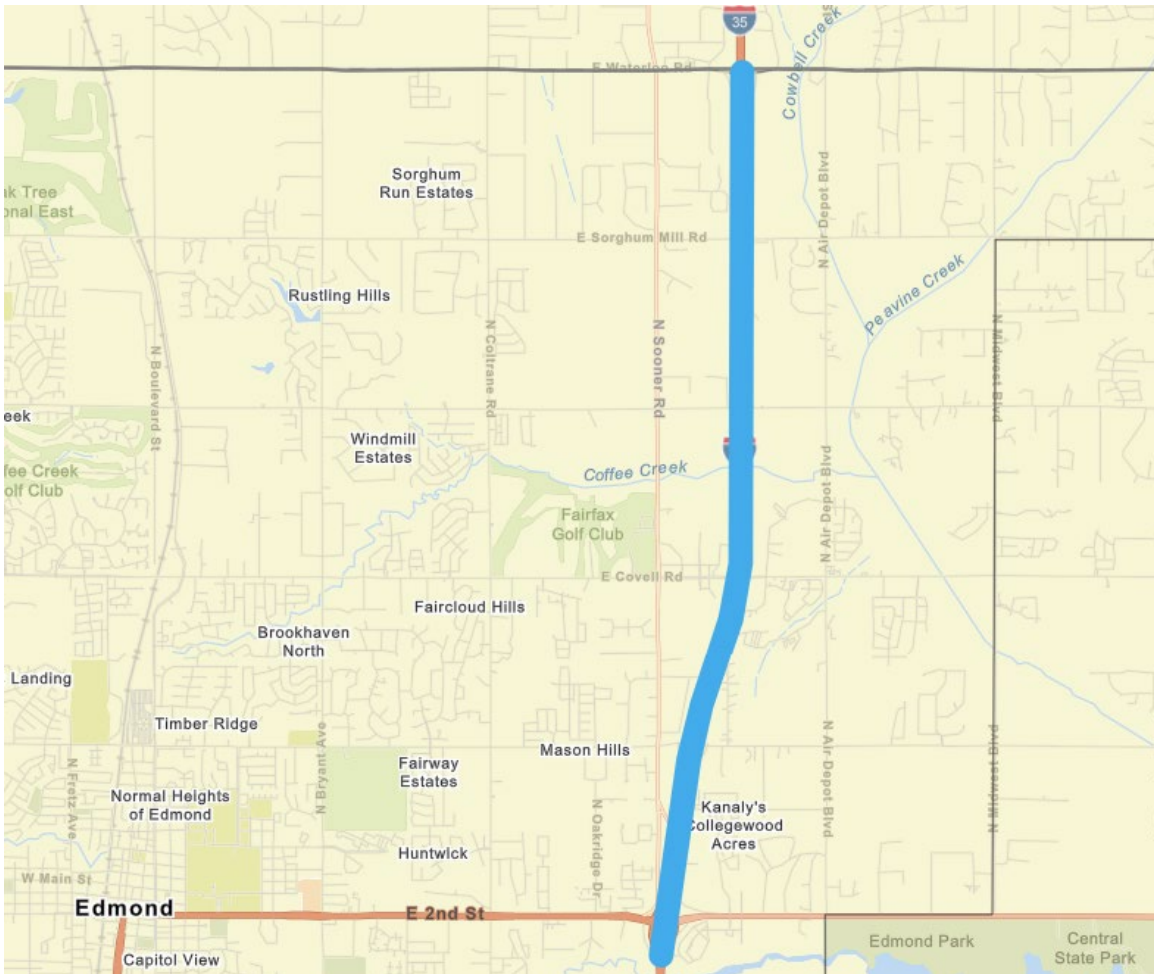 35
E Waterloo Rd
Cowbell Creek
Sorghum
Run Estates
N Air Depot Blvd
Tree
onal East
E Sorghum Mill Rd
Peavine Creek
Rustling Hills
N Boulevard St
N Coltrane Rd
N Sooner Rd
N Midwest Blvd
eek
Windmill
Estates
fee Creek
olf Club
Coffee Creek
N Air Depot Blvd
Fairfax
Golf Club
E Covell Rd
Faircloud Hills
Brookhaven
North
Landing
Timber Ridge
N Bryant Ave
Mason Hills
N Air Depot Blvd
N Midwest Blvd
N Fretz Ave
Normal Heights
of Edmond
Fairway
Estates
N Oakridge Dr
Kanaly's
Collegewood
Acres
Huntwick
W Main St
Edmond
E 2nd St
Edmond Park
Central
State Park
Capitol View